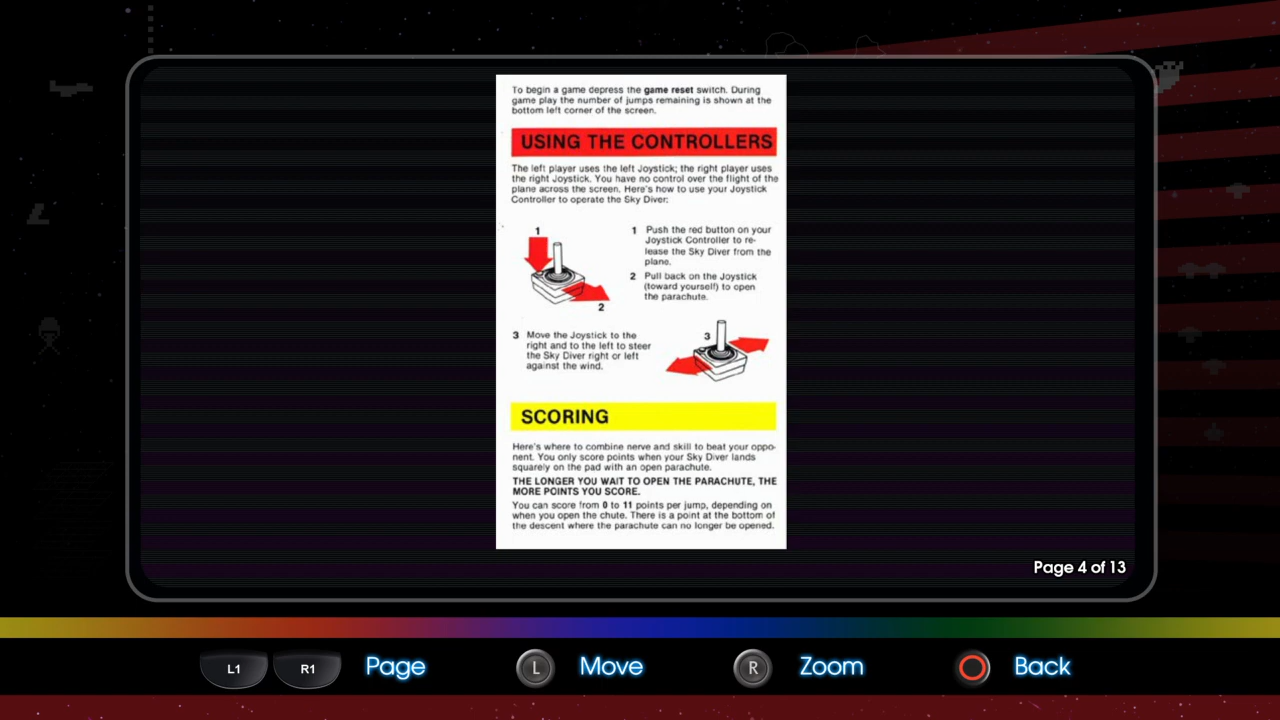 To begin a game depress the game reset switch. During
game play the number of jumps remaining is shown at the
bottom left corner of the screen.
USING THE CONTROLLERS
The left player uses the left Joystick; the right player uses
the right Joystick. You have no control over the flight of the
plane across the screen. Here's how to use your Joystick
Controller to operate the Sky Diver:
1
2
1 Push the red button on your
Joystick Controller to re-
lease the Sky Diver from the
plane.
2 Pull back on the Joystick
(toward yourself) to open
the parachute.
3 Move the Joystick to the
right and to the left to steer
the Sky Diver right or left
against the wind.
3
SCORING
Here's where to combine nerve and skill to beat your oppo-
nent. You only score points when your Sky Diver lands
squarely on the pad with an open parachute.
THE LONGER YOU WAIT TO OPEN THE PARACHUTE, THE
MORE POINTS YOU SCORE.
You can score from 0 to 11 points per jump, depending on
when you open the chute. There is a point at the bottom of
the descent where the parachute can no longer be opened.
Page 4 of 13
L1 R1 Page L Move R Zoom Back